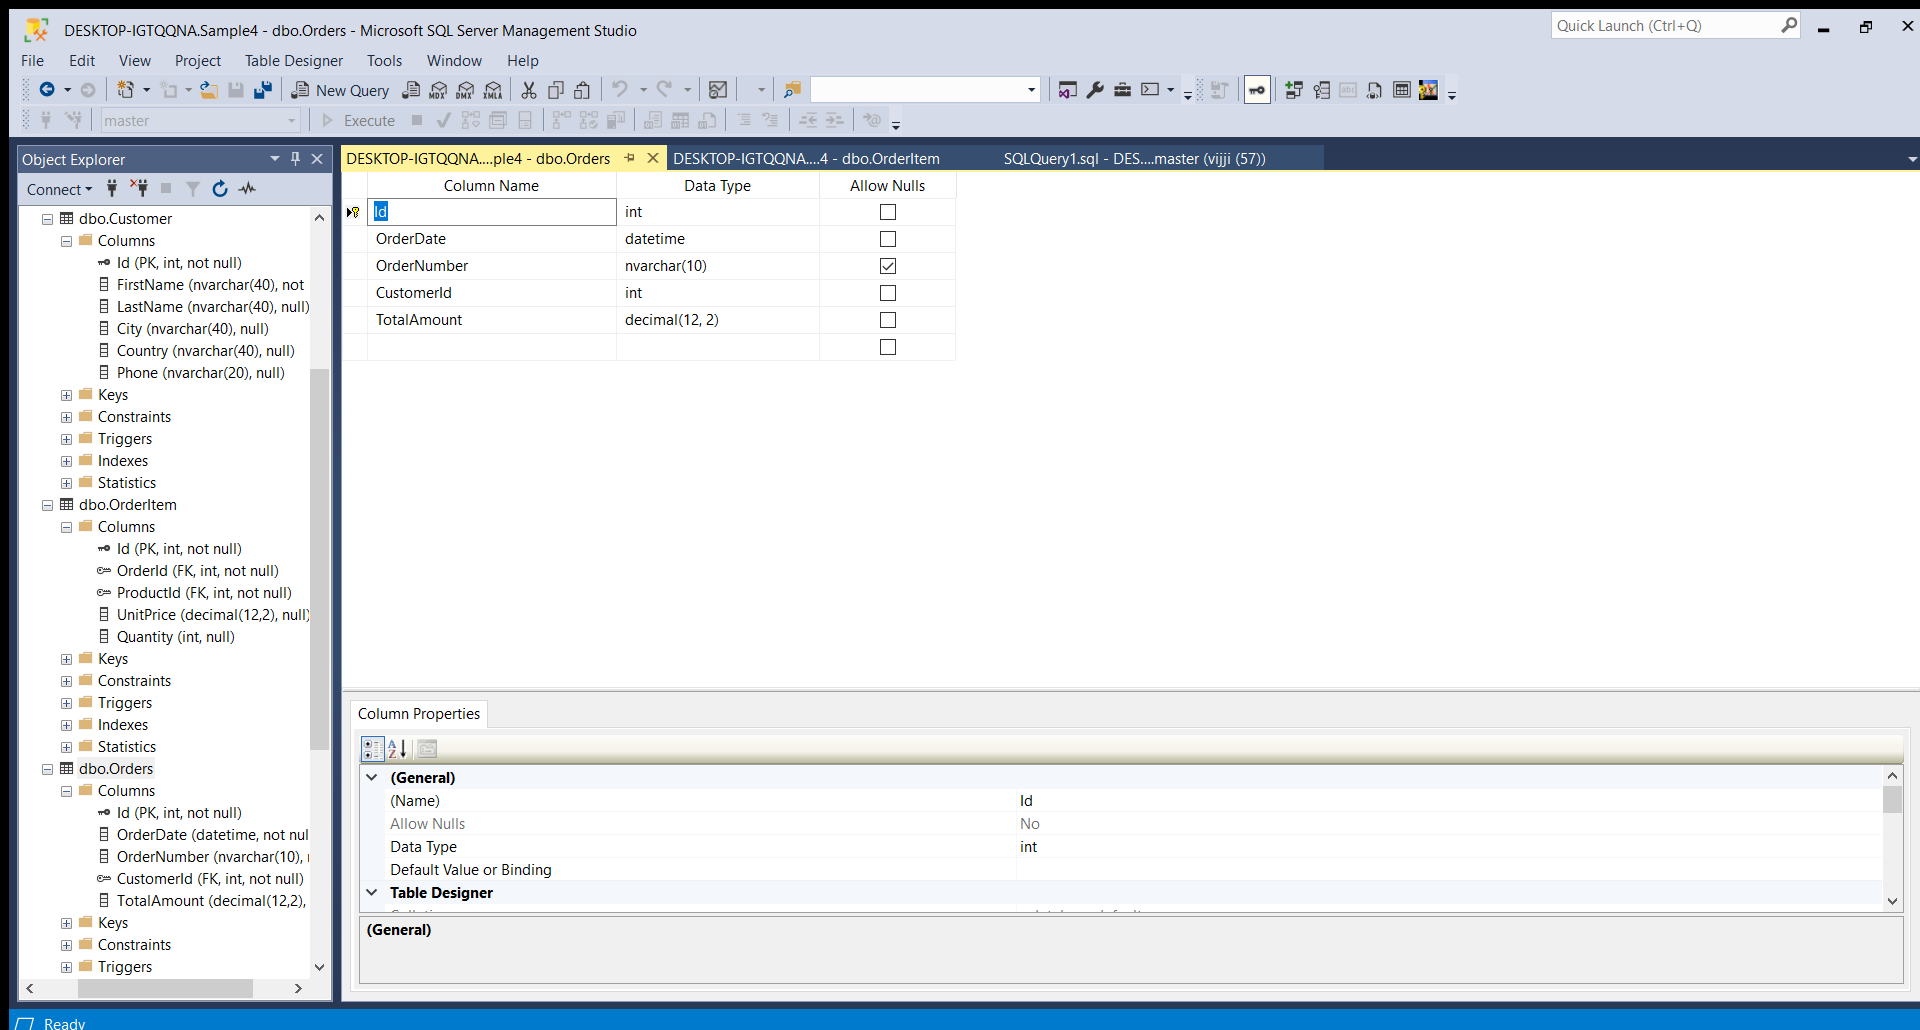 DESKTOP-IGTQQNA.Sample4 - dbo.Orders - Microsoft SQL Server Management Studio
Quick Launch (Ctrl+Q)
File Edit View Project Table Designer Tools Window Help
New Query MDX DMX XMLA
master Execute
Object Explorer
Connect
dbo.Customer
Columns
Id (PK, int, not null)
FirstName (nvarchar(40), not
LastName (nvarchar(40), null)
City (nvarchar(40), null)
Country (nvarchar(40), null)
Phone (nvarchar(20), null)
Keys
Constraints
Triggers
Indexes
Statistics
dbo.OrderItem
Columns
Id (PK, int, not null)
OrderId (FK, int, not null)
ProductId (FK, int, not null)
UnitPrice (decimal(12,2), null)
Quantity (int, null)
Keys
Constraints
Triggers
Indexes
Statistics
dbo.Orders
Columns
Id (PK, int, not null)
OrderDate (datetime, not nul
OrderNumber (nvarchar(10),
CustomerId (FK, int, not null)
TotalAmount (decimal(12,2),
Keys
Constraints
Triggers
DESKTOP-IGTQQNA....ple4 - dbo.Orders DESKTOP-IGTQQNA....4 - dbo.OrderItem SQLQuery1.sql - DES....master (vijji (57))
Column Name Data Type Allow Nulls
Id int
OrderDate datetime
OrderNumber nvarchar(10)
CustomerId int
TotalAmount decimal(12, 2)
Column Properties
(General)
(Name) Id
Allow Nulls No
Data Type int
Default Value or Binding
Table Designer
(General)
Ready